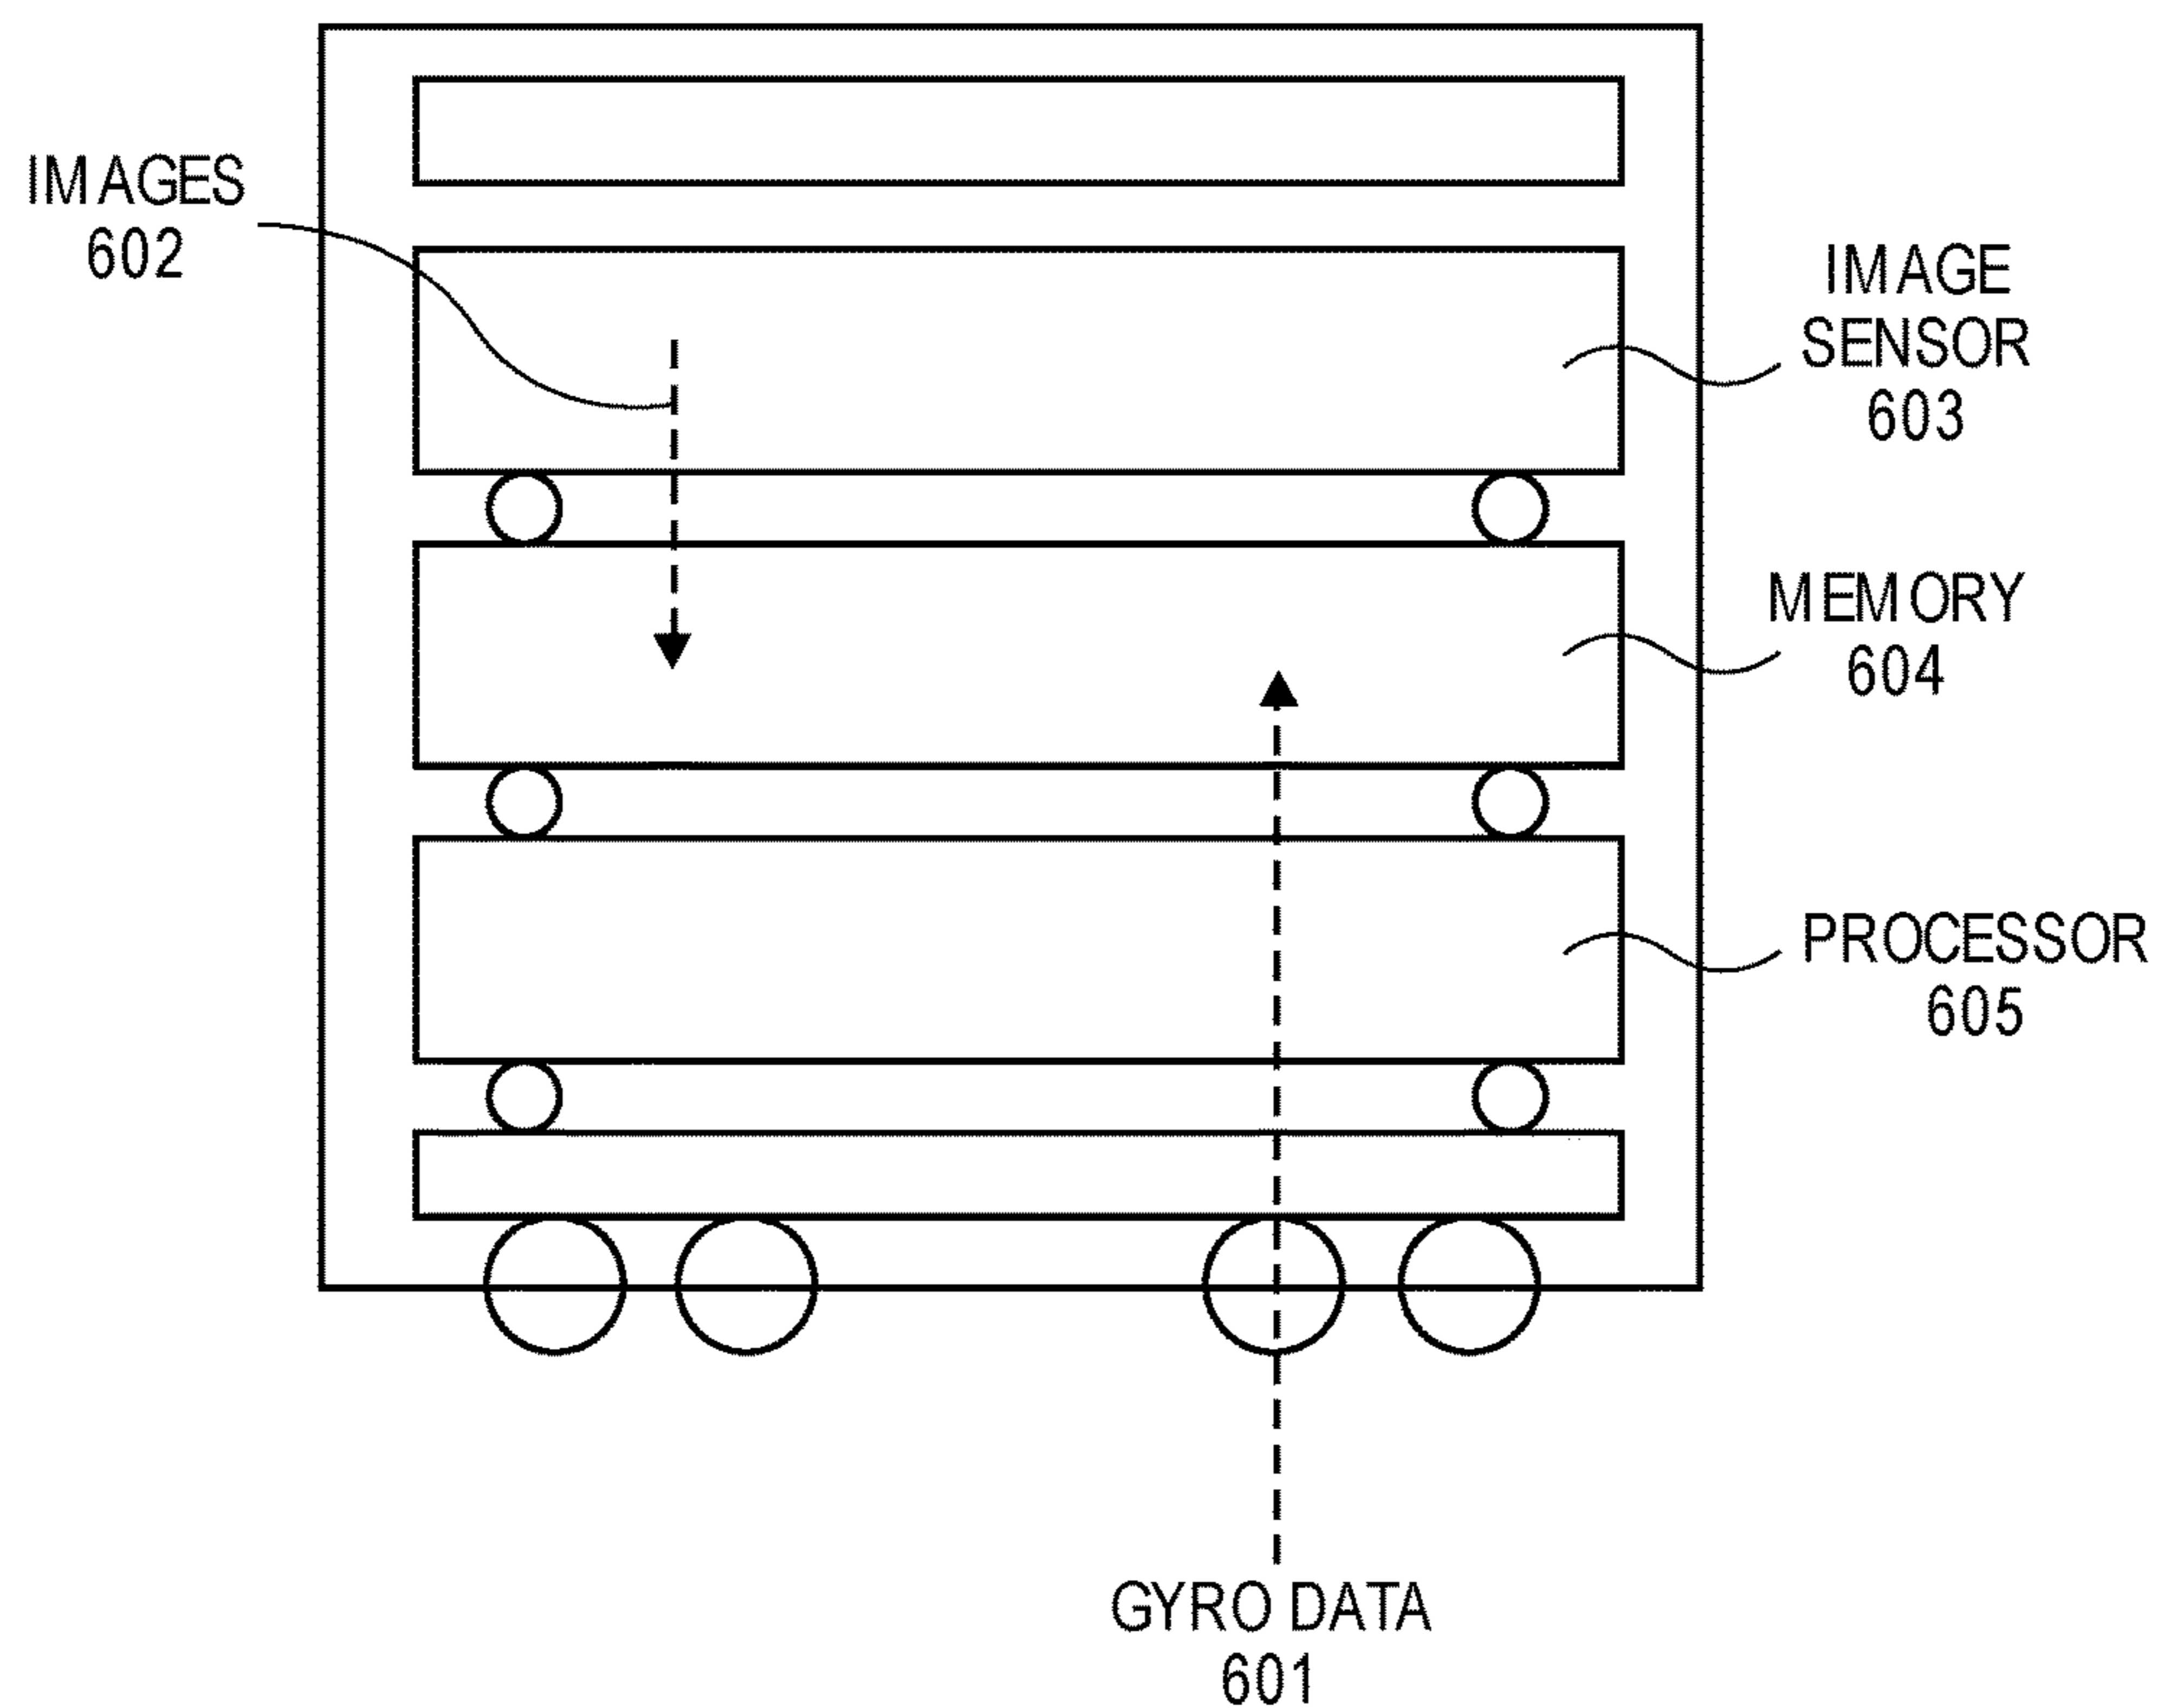 IMAGES
602
IMAGE
SENSOR
603
MEMORY
604
PROCESSOR
605
GYRO DATA
601